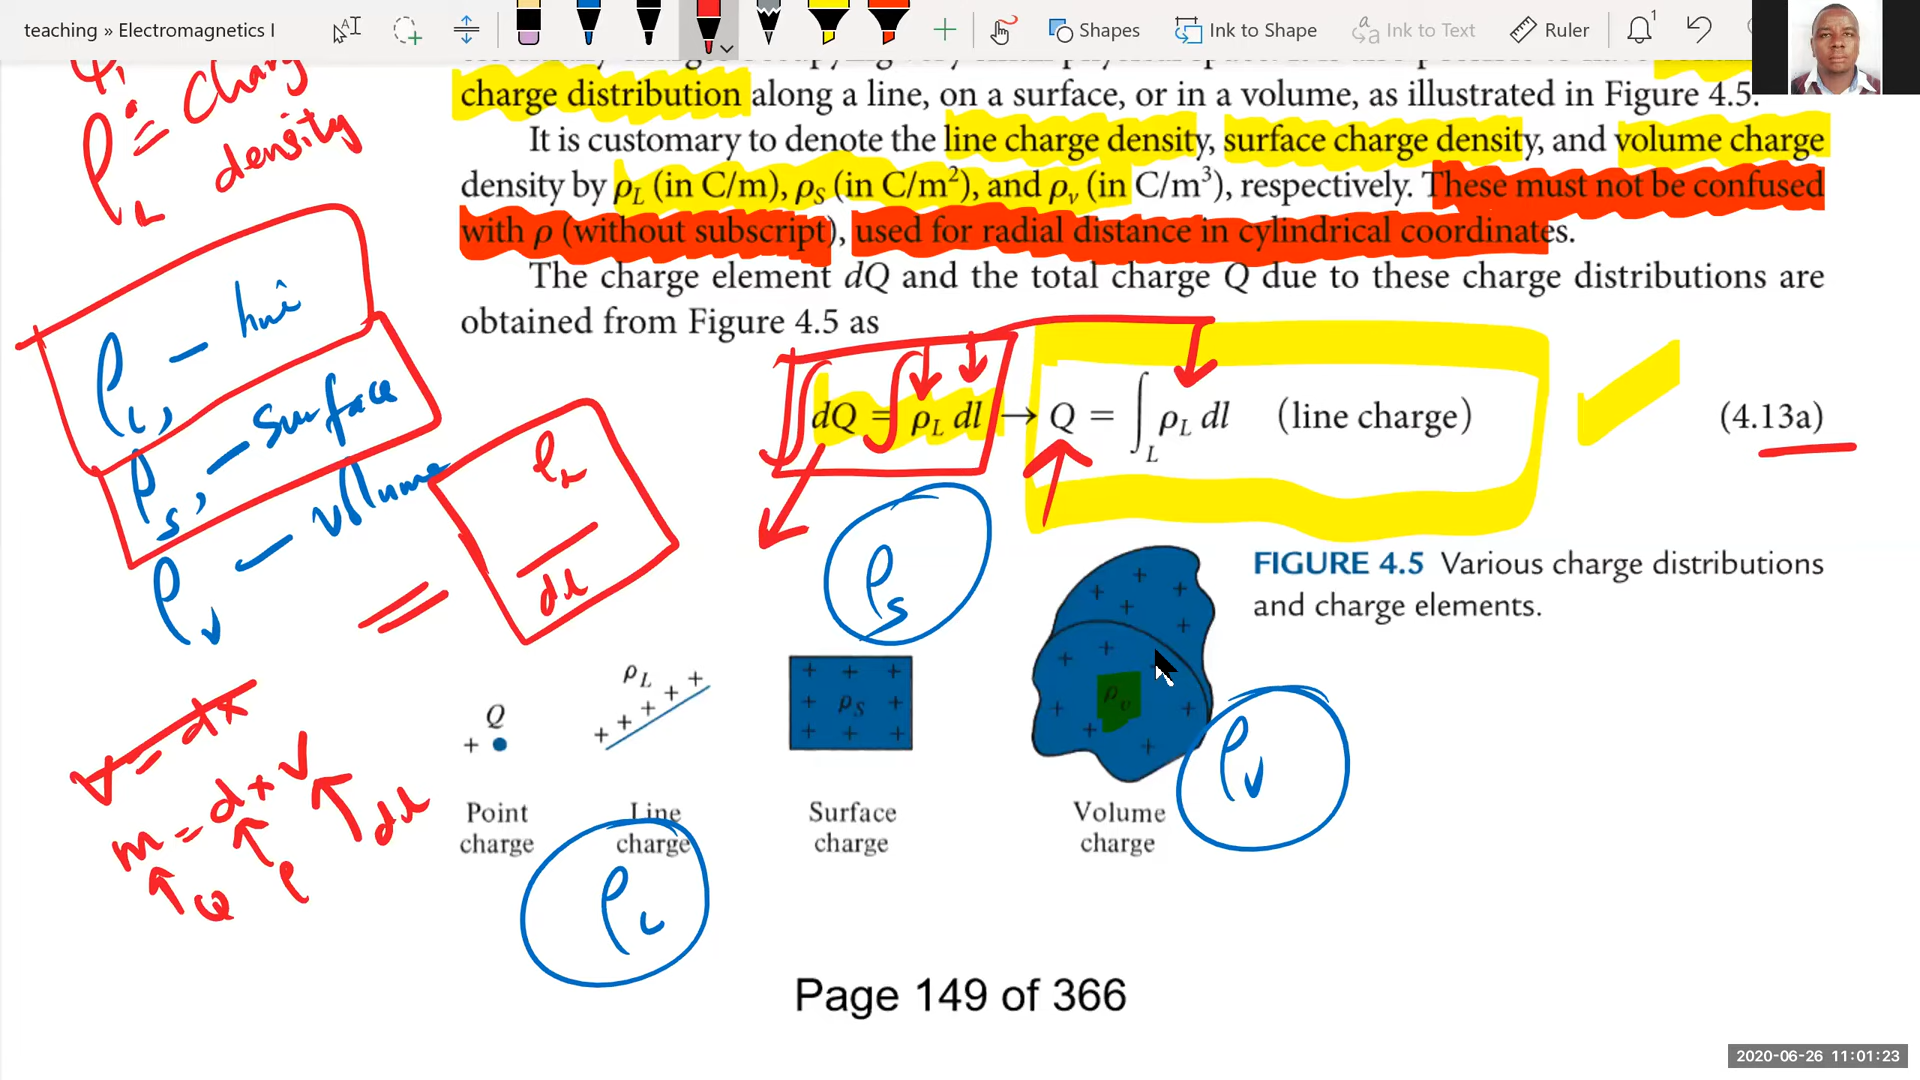 teaching » Electromagnetics I
Shapes
Ink to Shape
Ink to Text
Ruler
1
charge distribution along a line, on a surface, or in a volume, as illustrated in Figure 4.5.
It is customary to denote the line charge density, surface charge density, and volume charge
density by ρL (in C/m), ρS (in C/m²), and ρv (in C/m³), respectively. These must not be confused
with ρ (without subscript), used for radial distance in cylindrical coordinates.
The charge element dQ and the total charge Q due to these charge distributions are
obtained from Figure 4.5 as
∫ dQ = ∫ ρL dl → Q = ∫L ρL dl (line charge) (4.13a)
FIGURE 4.5 Various charge distributions
and charge elements.
= charge
density
ρL
ρL, –
ρs, – surface
ρv – volume
=
ρL
dl
ρs
ρv
ρL
v = dx
m = d x v
Q ρ dl
Q
+
ρL
+ + + + +
+ + +
+ ρS +
+ + +
ρv
Point
charge
Line
charge
Surface
charge
Volume
charge
Page 149 of 366
2020-06-26 11:01:23